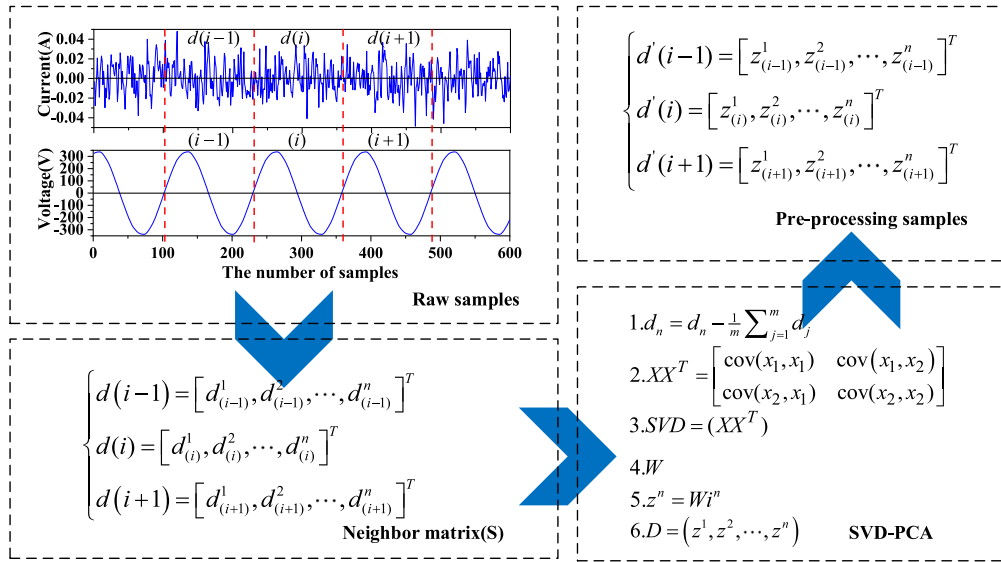 d(i−1) d(i) d(i+1)
Current(A)
0.04
0.02
0.00
-0.02
-0.04
(i−1) (i) (i+1)
Voltage(V)
300
200
100
0
-100
-200
-300
0 100 200 300 400 500 600
The number of samples
Raw samples
d(i−1) = [d¹₍ᵢ₋₁₎, d²₍ᵢ₋₁₎, ⋯, dⁿ₍ᵢ₋₁₎]ᵀ
d(i) = [d¹₍ᵢ₎, d²₍ᵢ₎, ⋯, dⁿ₍ᵢ₎]ᵀ
d(i+1) = [d¹₍ᵢ₊₁₎, d²₍ᵢ₊₁₎, ⋯, dⁿ₍ᵢ₊₁₎]ᵀ
Neighbor matrix(S)
1.dₙ = dₙ − 1/m ∑ᵐⱼ₌₁ dⱼ
2.XXᵀ = [cov(x₁, x₁) cov(x₁, x₂)
cov(x₂, x₁) cov(x₂, x₂)]
3.SVD = (XXᵀ)
4.W
5.zⁿ = Wiⁿ
6.D = (z¹, z², ⋯, zⁿ)
SVD-PCA
d'(i−1) = [z¹₍ᵢ₋₁₎, z²₍ᵢ₋₁₎, ⋯, zⁿ₍ᵢ₋₁₎]ᵀ
d'(i) = [z¹₍ᵢ₎, z²₍ᵢ₎, ⋯, zⁿ₍ᵢ₎]ᵀ
d'(i+1) = [z¹₍ᵢ₊₁₎, z²₍ᵢ₊₁₎, ⋯, zⁿ₍ᵢ₊₁₎]ᵀ
Pre-processing samples